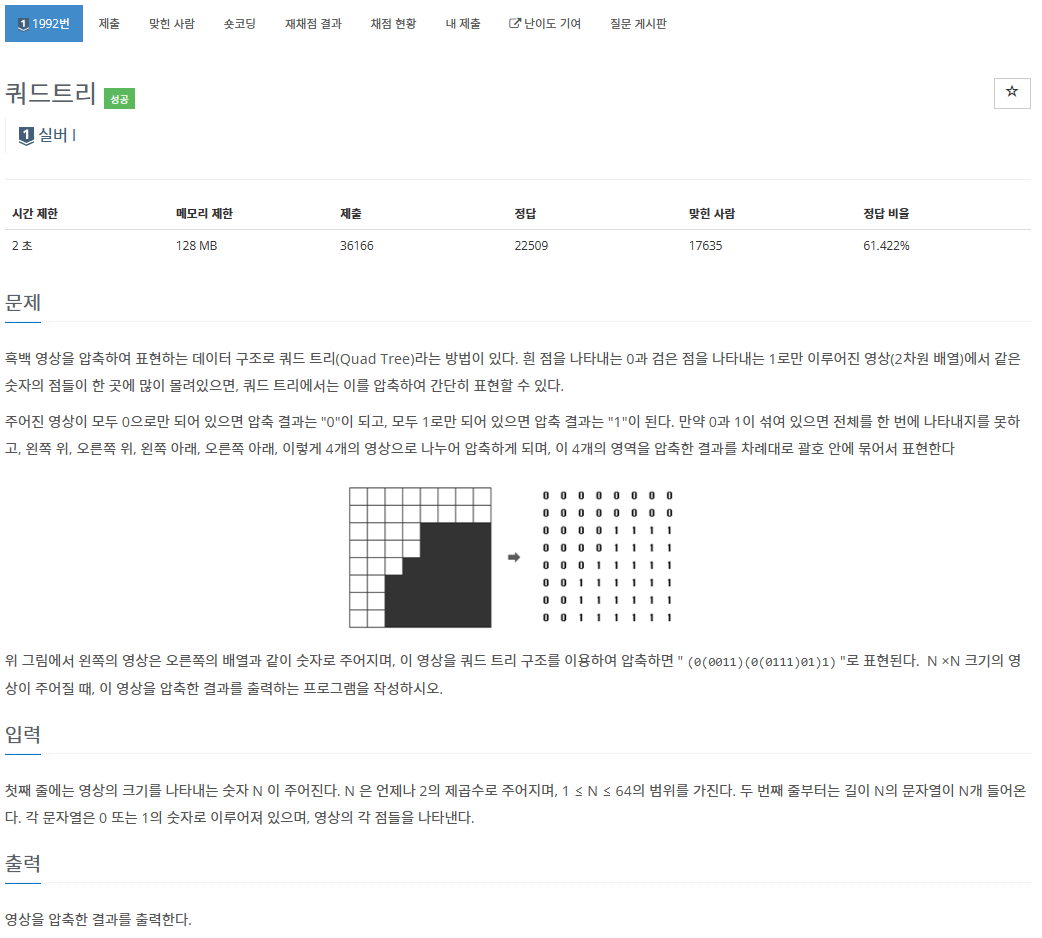 1992번 제출 맞힌 사람 숏코딩 재채점 결과 채점 현황 내 제출 난이도 기여 질문 게시판
쿼드트리 성공
☆
1 실버 I
시간 제한 메모리 제한 제출 정답 맞힌 사람 정답 비율
2 초 128 MB 36166 22509 17635 61.422%
문제
흑백 영상을 압축하여 표현하는 데이터 구조로 쿼드 트리(Quad Tree)라는 방법이 있다. 흰 점을 나타내는 0과 검은 점을 나타내는 1로만 이루어진 영상(2차원 배열)에서 같은
숫자의 점들이 한 곳에 많이 몰려있으면, 쿼드 트리에서는 이를 압축하여 간단히 표현할 수 있다.
주어진 영상이 모두 0으로만 되어 있으면 압축 결과는 "0"이 되고, 모두 1로만 되어 있으면 압축 결과는 "1"이 된다. 만약 0과 1이 섞여 있으면 전체를 한 번에 나타내지를 못하
고, 왼쪽 위, 오른쪽 위, 왼쪽 아래, 오른쪽 아래, 이렇게 4개의 영상으로 나누어 압축하게 되며, 이 4개의 영역을 압축한 결과를 차례대로 괄호 안에 묶어서 표현한다
0 0 0 0 0 0 0 0
0 0 0 0 0 0 0 0
0 0 0 0 1 1 1 1
0 0 0 0 1 1 1 1
0 0 0 1 1 1 1 1
0 0 1 1 1 1 1 1
0 0 1 1 1 1 1 1
0 0 1 1 1 1 1 1
위 그림에서 왼쪽의 영상은 오른쪽의 배열과 같이 숫자로 주어지며, 이 영상을 쿼드 트리 구조를 이용하여 압축하면 " (0(0011)(0(0111)01)1) "로 표현된다. N ×N 크기의 영
상이 주어질 때, 이 영상을 압축한 결과를 출력하는 프로그램을 작성하시오.
입력
첫째 줄에는 영상의 크기를 나타내는 숫자 N 이 주어진다. N 은 언제나 2의 제곱수로 주어지며, 1 ≤ N ≤ 64의 범위를 가진다. 두 번째 줄부터는 길이 N의 문자열이 N개 들어온
다. 각 문자열은 0 또는 1의 숫자로 이루어져 있으며, 영상의 각 점들을 나타낸다.
출력
영상을 압축한 결과를 출력한다.